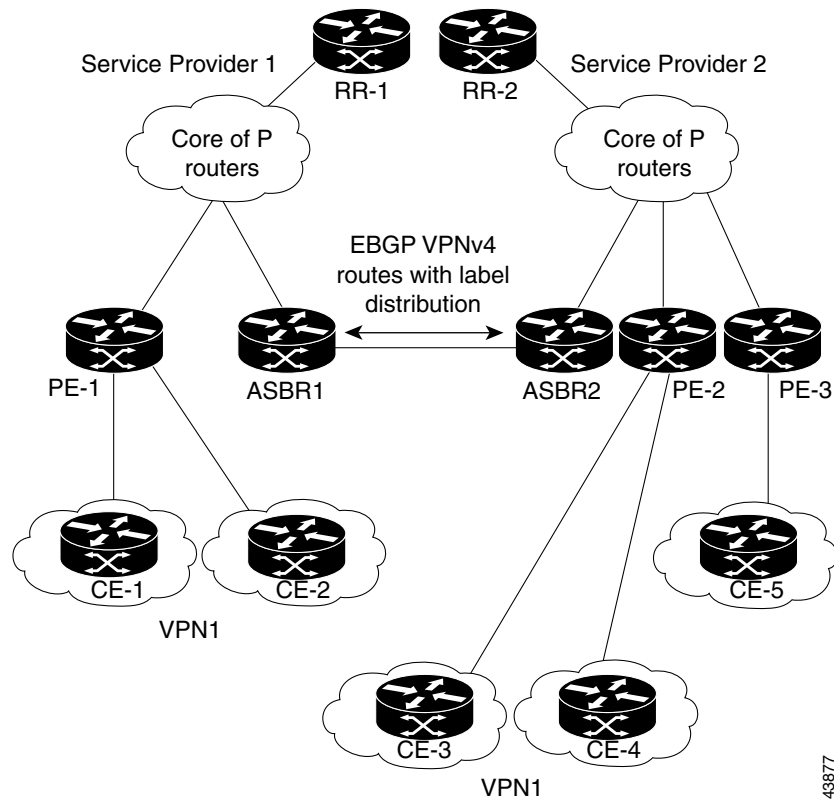 Service Provider 1
RR-1
RR-2
Service Provider 2
Core of P
routers
Core of P
routers
EBGP VPNv4
routes with label
distribution
PE-1
ASBR1
ASBR2
PE-2
PE-3
CE-1
CE-2
CE-5
VPN1
CE-3
CE-4
VPN1
43877